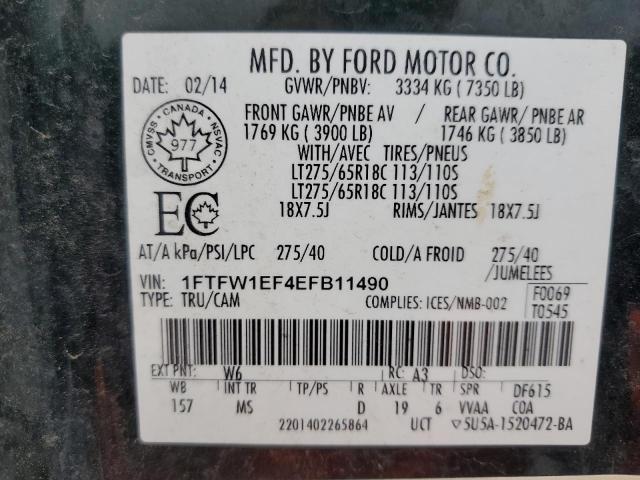 MFD. BY FORD MOTOR CO.
DATE: 02/14 GVWR/PNBV: 3334 KG ( 7350 LB)
FRONT GAWR/PNBE AV / REAR GAWR/ PNBE AR
1769 KG ( 3900 LB) 1746 KG ( 3850 LB)
WITH/AVEC TIRES/PNEUS
LT275/65R18C 113/110S
LT275/65R18C 113/110S
18X7.5J RIMS/JANTES 18X7.5J
CANADA
CMVSS NSVAC
977
TRANSPORT
EC
AT/A kPa/PSI/LPC 275/40 COLD/A FROID 275/40
/JUMELEES
VIN: 1FTFW1EF4EFB11490 F0069
TYPE: TRU/CAM COMPLIES: ICES/NMB-002 T0545
EXT PNT: W6 RC: A3 DSO:
WB INT TR TP/PS R AXLE TR SPR DF615
157 MS D 19 6 VVAA COA
2201402265864 UCT ▽5U5A-1520472-BA